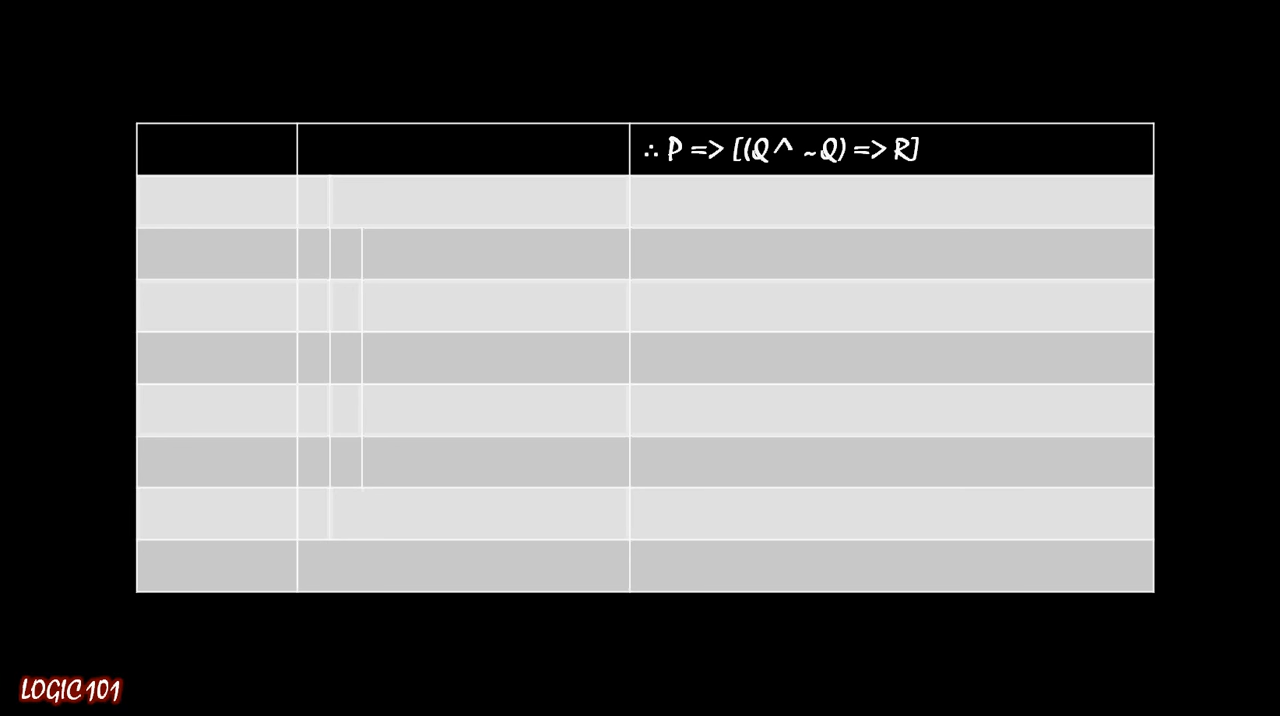 ∴ P => [(Q ^ ~Q) => R]
LOGIC 101